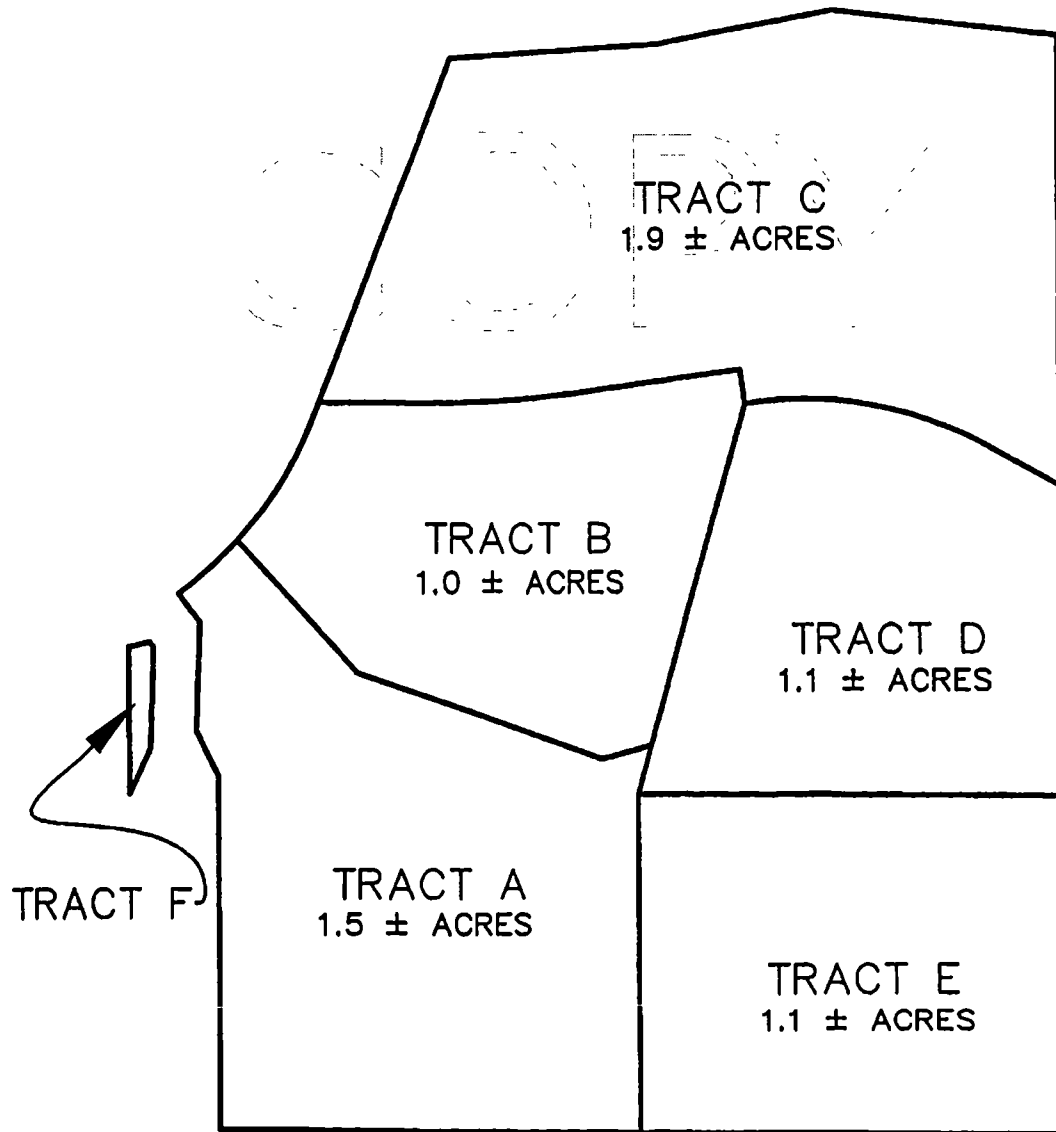 COPY
TRACT C
1.9 ± ACRES
TRACT B
1.0 ± ACRES
TRACT D
1.1 ± ACRES
TRACT F
TRACT A
1.5 ± ACRES
TRACT E
1.1 ± ACRES